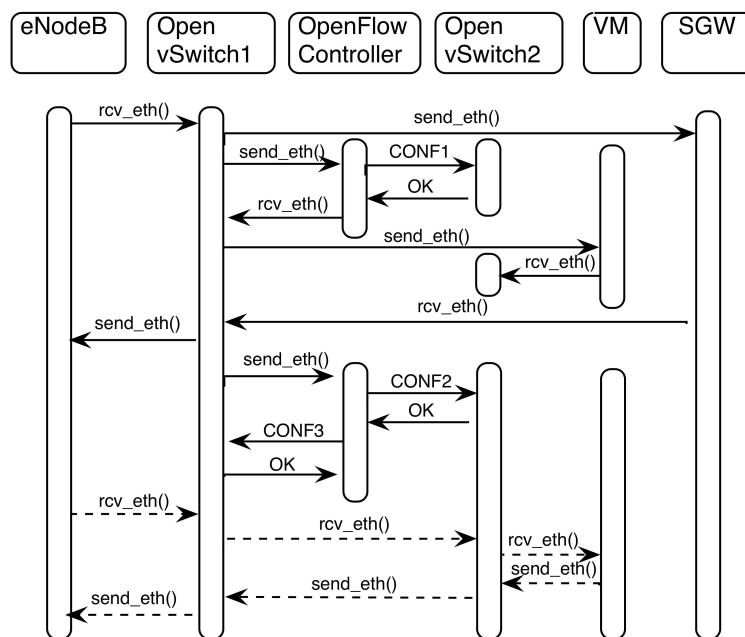 eNodeB
Open
vSwitch1
OpenFlow
Controller
Open
vSwitch2
VM
SGW
rcv_eth()
send_eth()
send_eth()
CONF1
OK
rcv_eth()
send_eth()
rcv_eth()
rcv_eth()
send_eth()
send_eth()
CONF2
OK
CONF3
OK
rcv_eth()
rcv_eth()
rcv_eth()
send_eth()
send_eth()
send_eth()